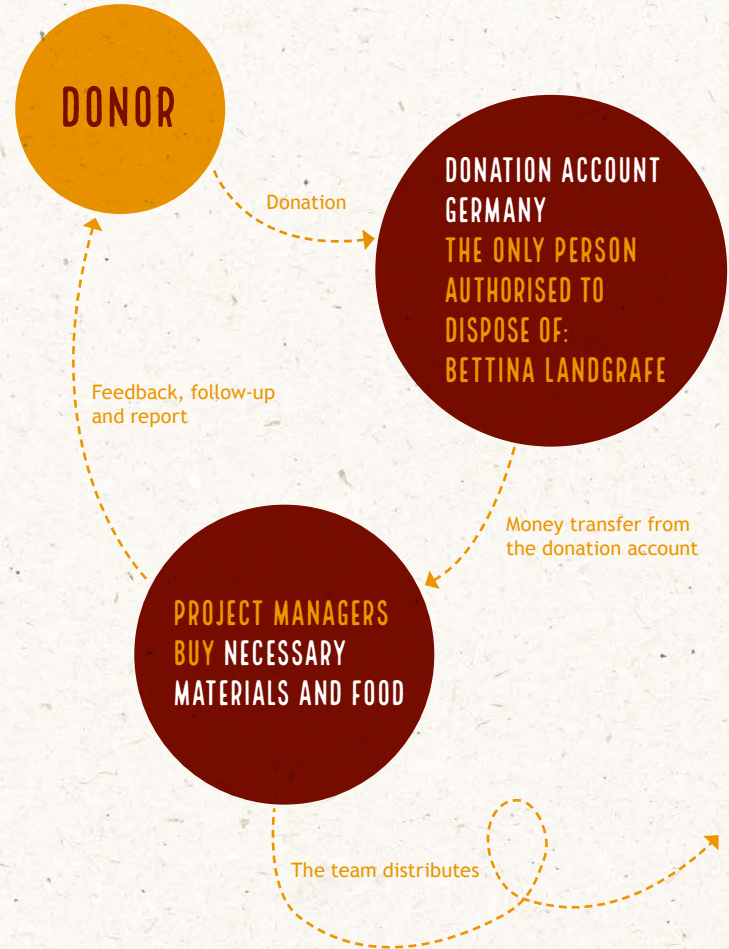 DONOR
Donation
DONATION ACCOUNT
GERMANY
THE ONLY PERSON
AUTHORISED TO
DISPOSE OF:
BETTINA LANDGRAFE
Feedback, follow-up
and report
Money transfer from
the donation account
PROJECT MANAGERS
BUY NECESSARY
MATERIALS AND FOOD
The team distributes